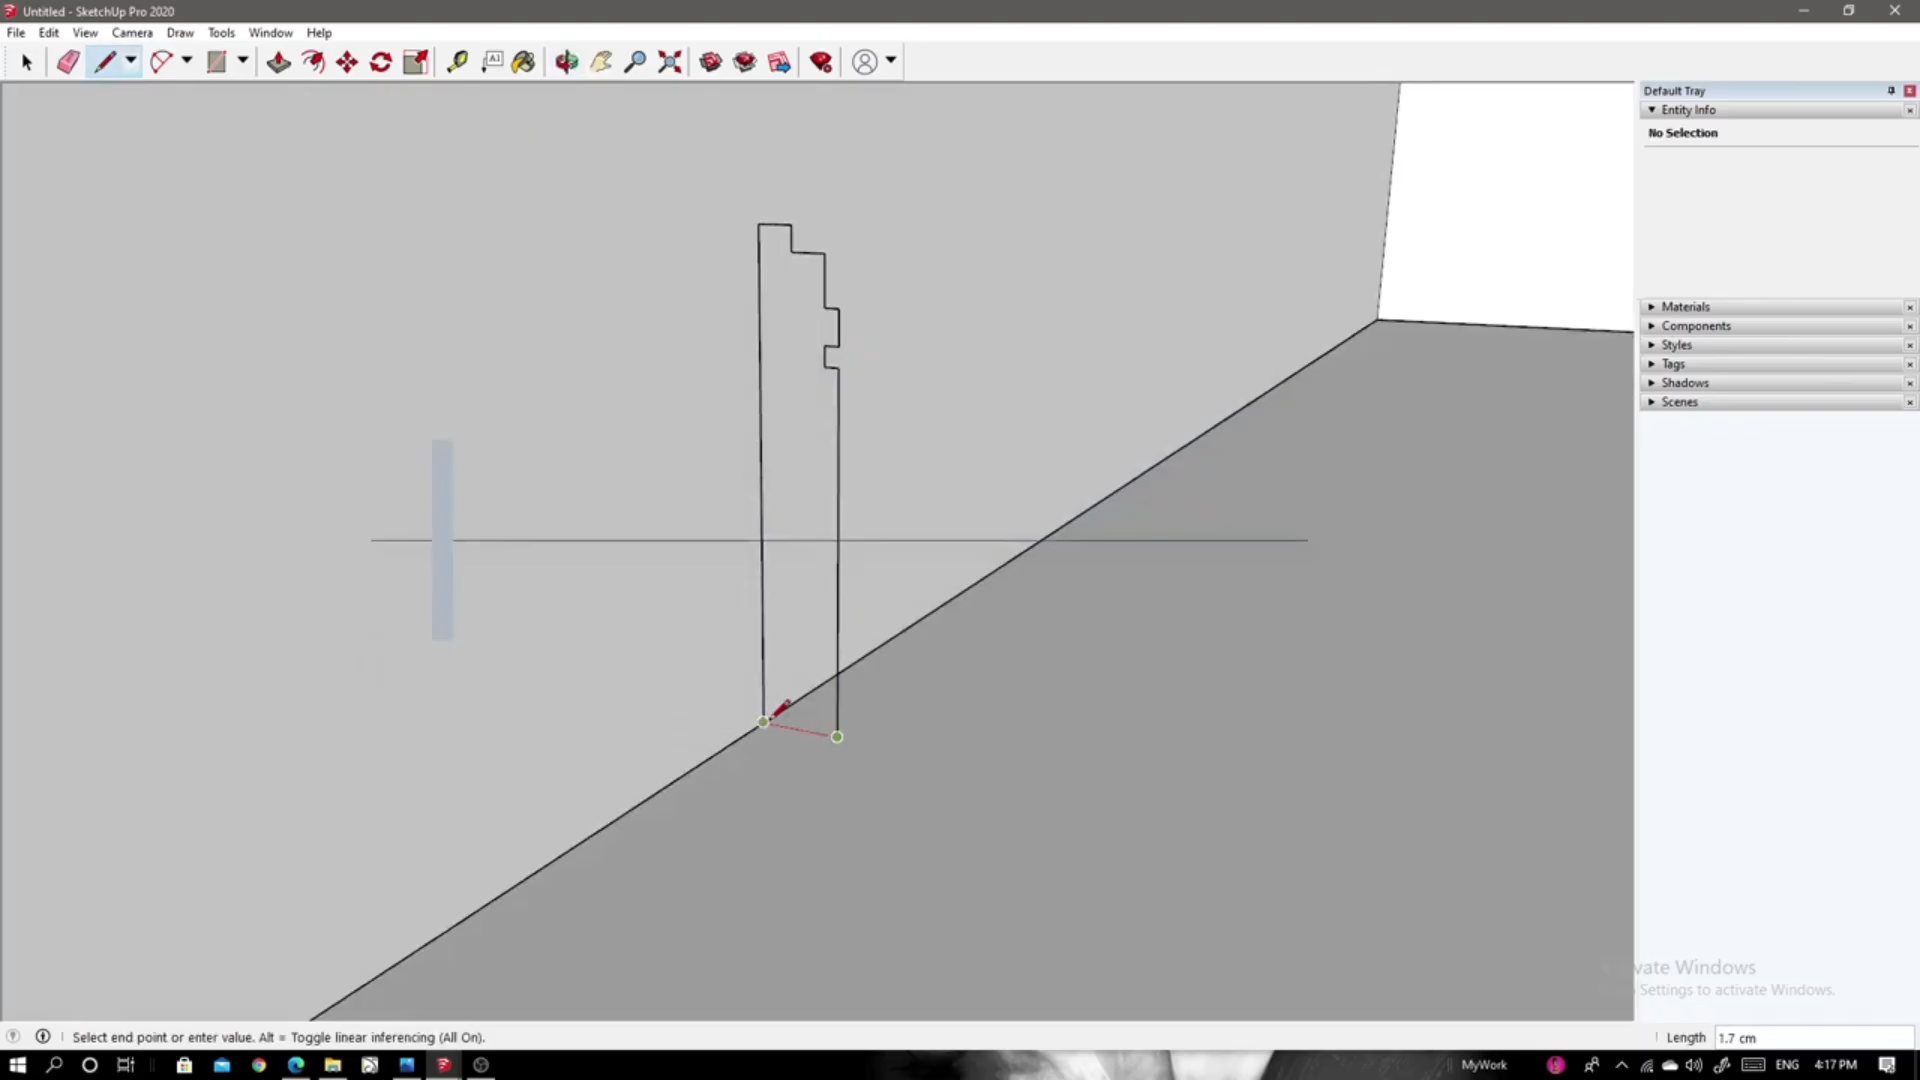 Untitled - SketchUp Pro 2020
File Edit View Camera Draw Tools Window Help
Default Tray
Entity Info
No Selection
Materials
Components
Styles
Tags
Shadows
Scenes
vate Windows
Settings to activate Windows.
Select end point or enter value. Alt = Toggle linear inferencing (All On).
Length 1.7 cm
MyWork ENG 4:17 PM